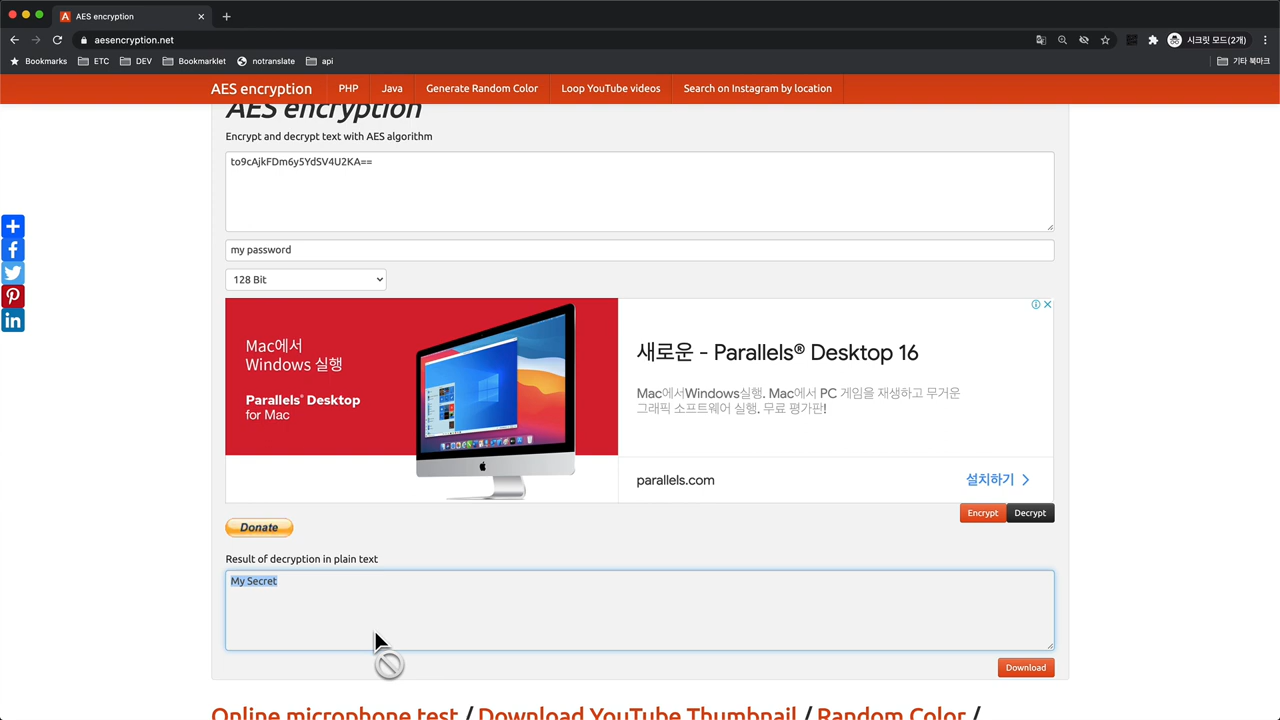 AES encryption
aesencryption.net
시크릿 모드(2개)
Bookmarks
ETC
DEV
Bookmarklet
notranslate
api
기타 북마크
AES encryption
PHP
Java
Generate Random Color
Loop YouTube videos
Search on Instagram by location
AES encryption
Encrypt and decrypt text with AES algorithm
to9cAjkFDm6y5YdSV4U2KA==
my password
128 Bit
Mac에서
Windows 실행
Parallels® Desktop
for Mac
새로운 - Parallels® Desktop 16
Mac에서Windows실행. Mac에서 PC 게임을 재생하고 무거운
그래픽 소프트웨어 실행. 무료 평가판!
parallels.com
설치하기
Encrypt
Decrypt
Donate
Result of decryption in plain text
My Secret
Download
Online microphone test / Download YouTube Thumbnail / Random Color /